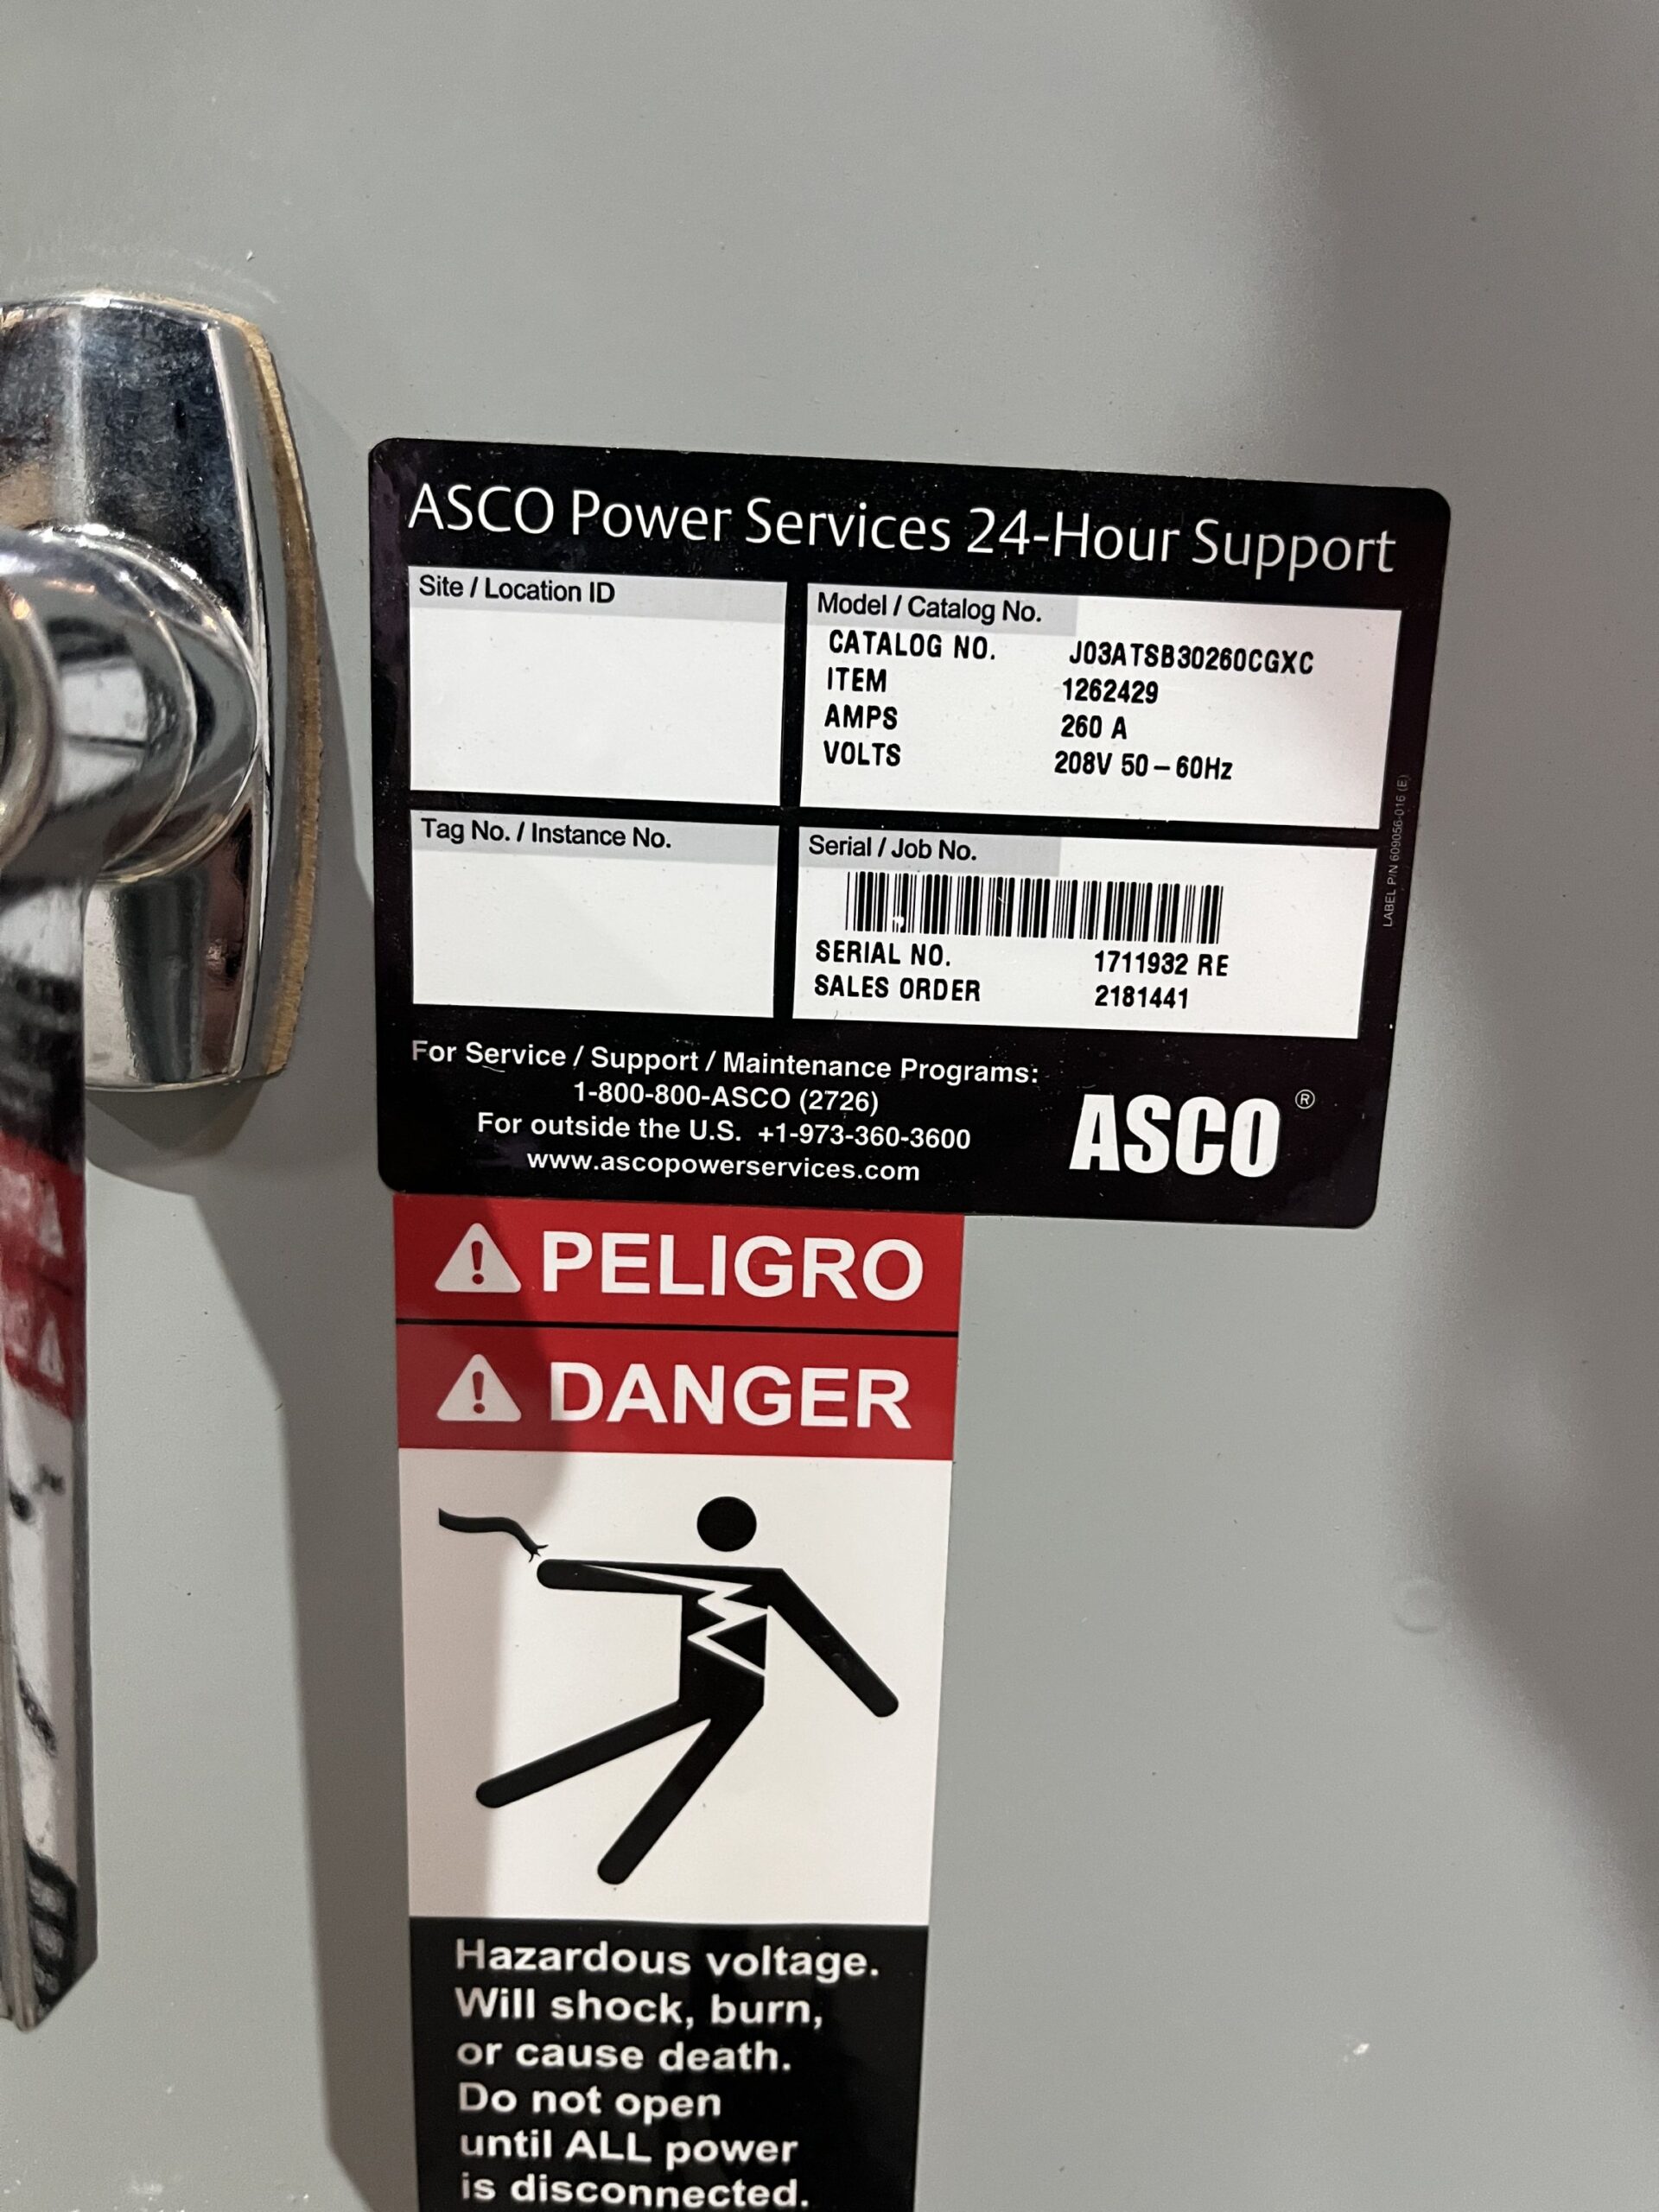 ASCO Power Services 24-Hour Support
Site / Location ID
Model / Catalog No.
CATALOG NO. J03ATSB30260CGXC
ITEM 1262429
AMPS 260 A
VOLTS 208V 50–60Hz
Tag No. / Instance No.
Serial / Job No.
SERIAL NO. 1711932 RE
SALES ORDER 2181441
LABEL P/N 609056-016 (E)
For Service / Support / Maintenance Programs:
1-800-800-ASCO (2726)
For outside the U.S. +1-973-360-3600
www.ascopowerservices.com
ASCO®
PELIGRO
DANGER
Hazardous voltage.
Will shock, burn,
or cause death.
Do not open
until ALL power
is disconnected.